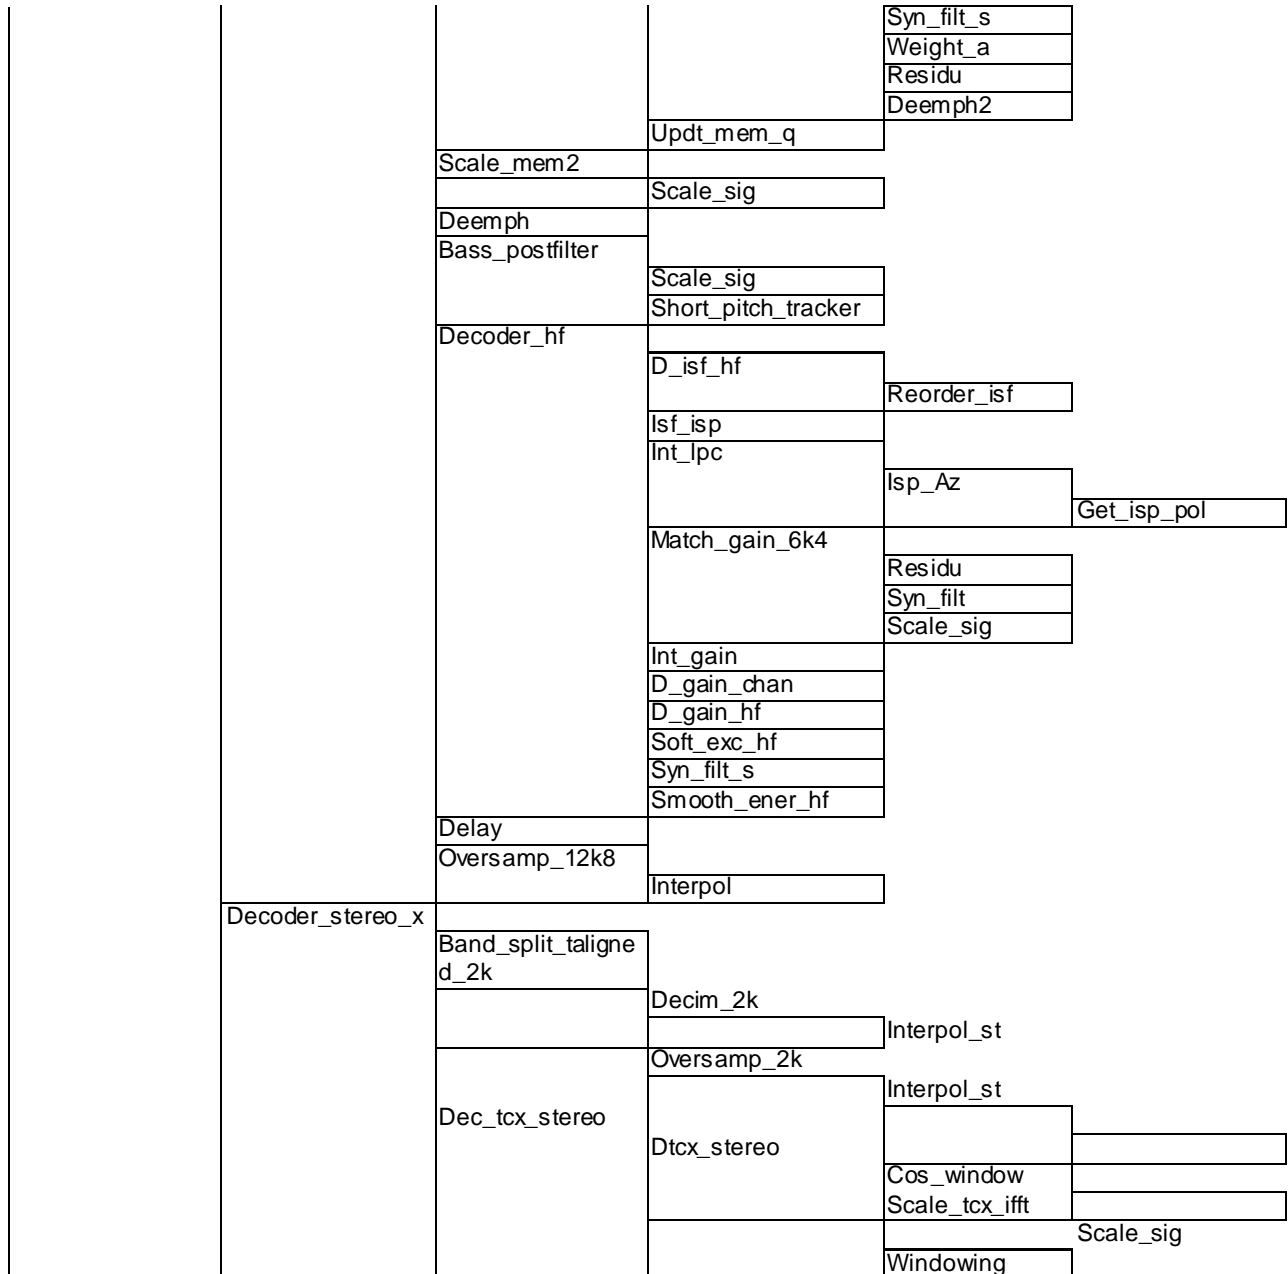 Syn_filt_s
Weight_a
Residu
Deemph2
Updt_mem_q
Scale_mem2
Scale_sig
Deemph
Bass_postfilter
Scale_sig
Short_pitch_tracker
Decoder_hf
D_isf_hf
Reorder_isf
Isf_isp
Int_lpc
Isp_Az
Get_isp_pol
Match_gain_6k4
Residu
Syn_filt
Scale_sig
Int_gain
D_gain_chan
D_gain_hf
Soft_exc_hf
Syn_filt_s
Smooth_ener_hf
Delay
Oversamp_12k8
Interpol
Decoder_stereo_x
Band_split_taligne
d_2k
Decim_2k
Interpol_st
Oversamp_2k
Interpol_st
Dec_tcx_stereo
Dtcx_stereo
Cos_window
Scale_tcx_ifft
Scale_sig
Windowing